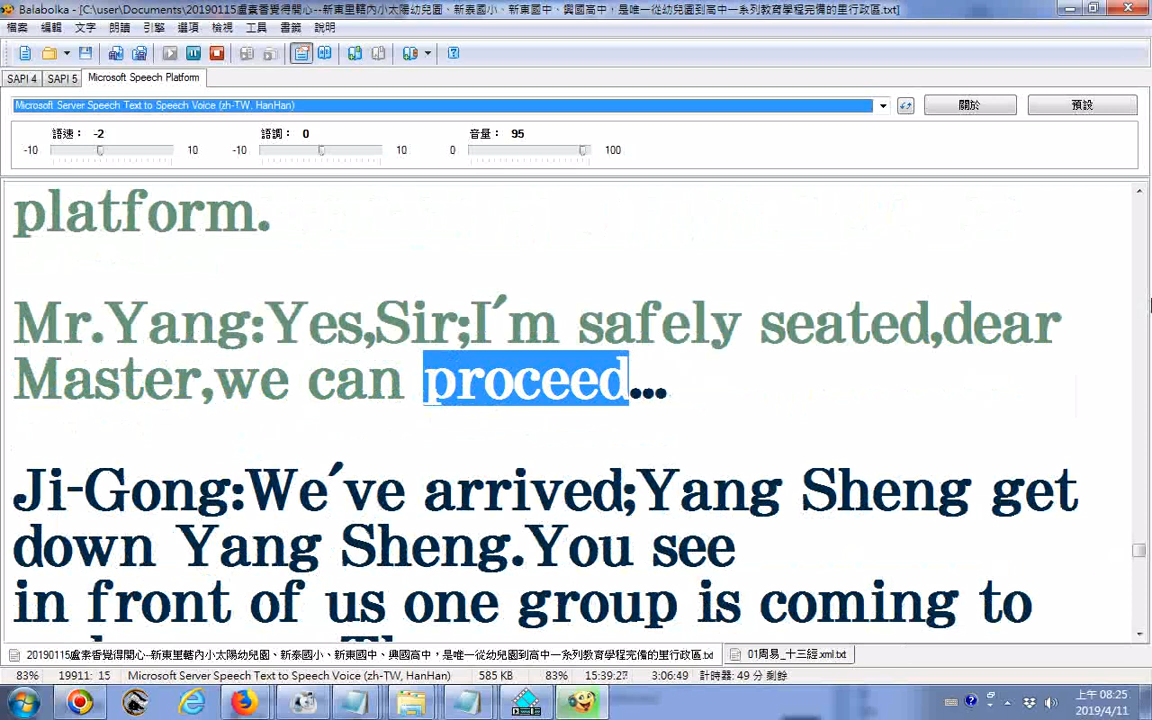 Balabolka - [C:\user\Documents\20190115盧素香覺得開心--新東里轄內小太陽幼兒園、新泰國小、新東國中、興國高中，是唯一從幼兒園到高中一系列教育學程完備的里行政區.txt]
檔案 編輯 文字 朗讀 引擎 選項 檢視 工具 書籤 說明
SAPI 4 SAPI 5 Microsoft Speech Platform
Microsoft Server Speech Text to Speech Voice (zh-TW, HanHan) 關於 預設
語速： -2 語調： 0 音量： 95
-10 10 -10 10 0 100
platform.
Mr.Yang:Yes,Sir;I´m safely seated,dear
Master,we can proceed...
Ji-Gong:We´ve arrived;Yang Sheng get
down Yang Sheng.You see
in front of us one group is coming to
20190115盧素香覺得開心--新東里轄內小太陽幼兒園、新泰國小、新東國中、興國高中，是唯一從幼兒園到高中一系列教育學程完備的里行政區.txt 01周易_十三經.xml.txt
83% 19911: 15 Microsoft Server Speech Text to Speech Voice (zh-TW, HanHan) 585 KB 83% 15:39:27 3:06:49 計時器: 49 分 剩餘
上午 08:25
2019/4/11